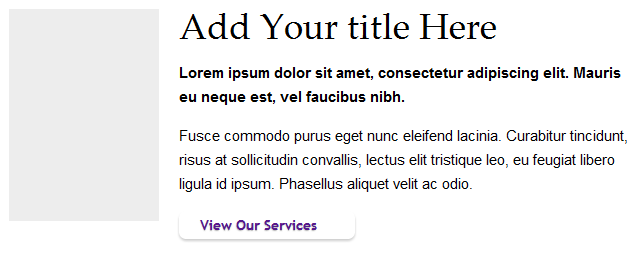 Add Your title Here
Lorem ipsum dolor sit amet, consectetur adipiscing elit. Mauris
eu neque est, vel faucibus nibh.
Fusce commodo purus eget nunc eleifend lacinia. Curabitur tincidunt,
risus at sollicitudin convallis, lectus elit tristique leo, eu feugiat libero
ligula id ipsum. Phasellus aliquet velit ac odio.
View Our Services